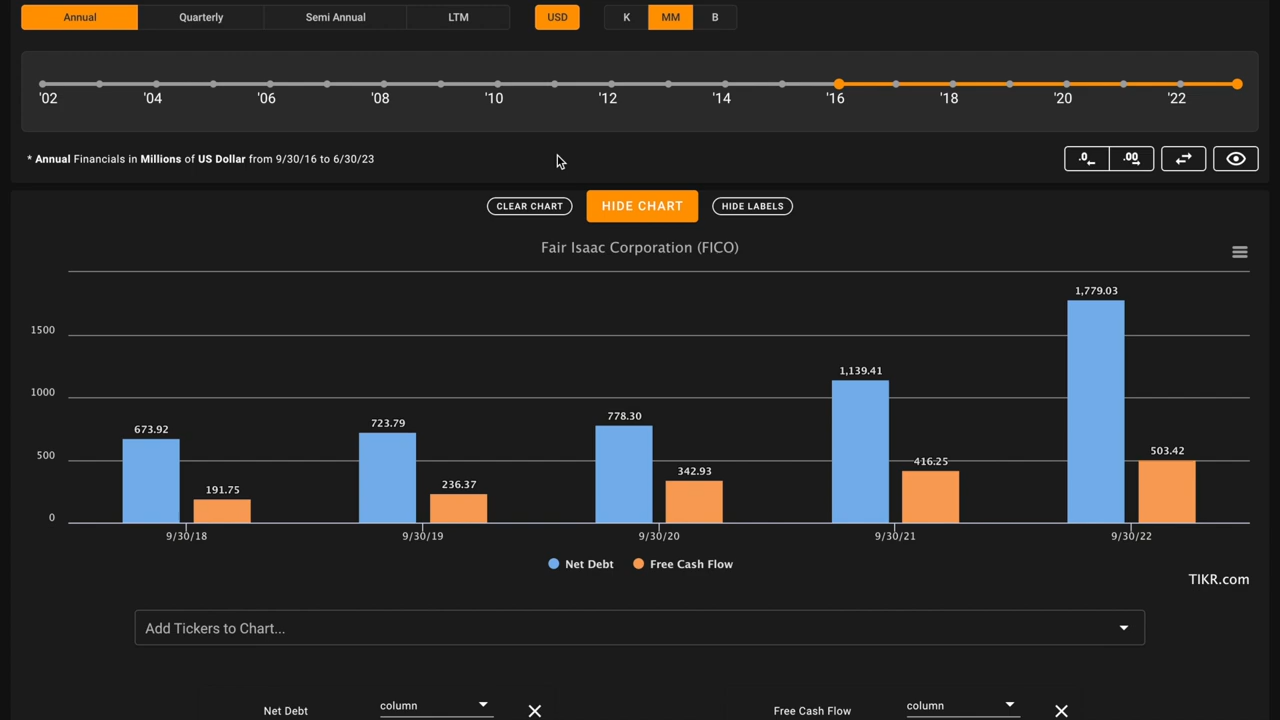 Annual Quarterly Semi Annual LTM USD K MM B
'02 '04 '06 '08 '10 '12 '14 '16 '18 '20 '22
* Annual Financials in Millions of US Dollar from 9/30/16 to 6/30/23
.0 .00
CLEAR CHART HIDE CHART HIDE LABELS
Fair Isaac Corporation (FICO)
1,779.03
1500
1,139.41
1000
778.30
723.79
673.92
500
416.25
503.42
342.93
236.37
191.75
0
9/30/18 9/30/19 9/30/20 9/30/21 9/30/22
Net Debt Free Cash Flow
TIKR.com
Add Tickers to Chart...
Net Debt column Free Cash Flow column